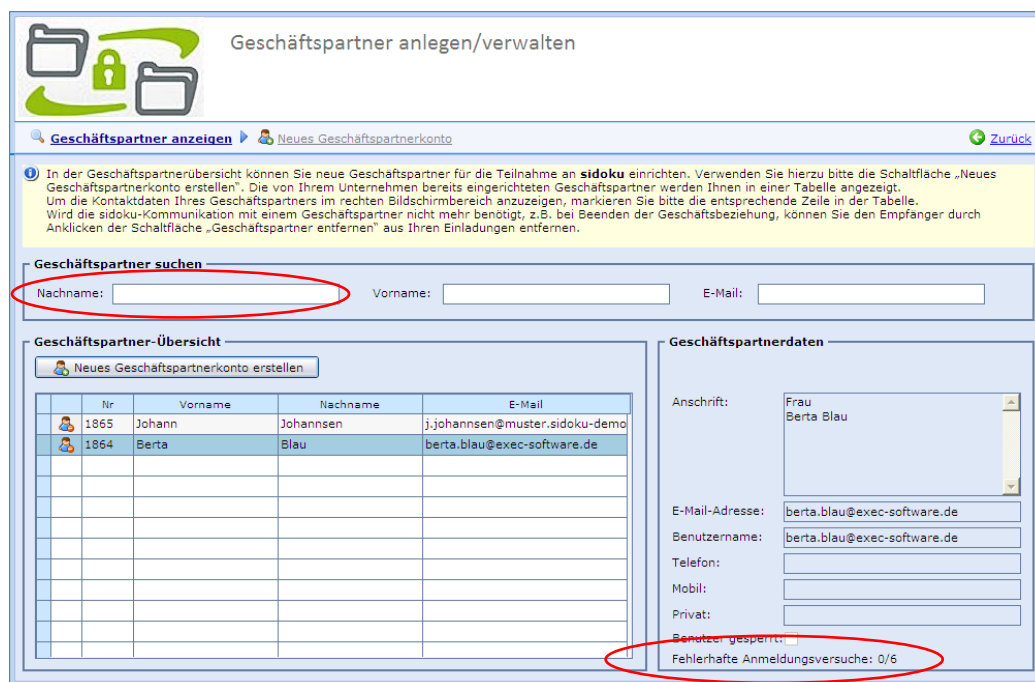 Geschäftspartner anlegen/verwalten
Geschäftspartner anzeigen Neues Geschäftspartnerkonto Zurück
In der Geschäftspartnerübersicht können Sie neue Geschäftspartner für die Teilnahme an sidoku einrichten. Verwenden Sie hierzu bitte die Schaltfläche „Neues
Geschäftspartnerkonto erstellen“. Die von Ihrem Unternehmen bereits eingerichteten Geschäftspartner werden Ihnen in einer Tabelle angezeigt.
Um die Kontaktdaten Ihres Geschäftspartners im rechten Bildschirmbereich anzuzeigen, markieren Sie bitte die entsprechende Zeile in der Tabelle.
Wird die sidoku-Kommunikation mit einem Geschäftspartner nicht mehr benötigt, z.B. bei Beenden der Geschäftsbeziehung, können Sie den Empfänger durch
Anklicken der Schaltfläche „Geschäftspartner entfernen“ aus Ihren Einladungen entfernen.
Geschäftspartner suchen
Nachname: Vorname: E-Mail:
Geschäftspartner-Übersicht
Neues Geschäftspartnerkonto erstellen
Nr Vorname Nachname E-Mail
1865 Johann Johannsen j.johannsen@muster.sidoku-demo
1864 Berta Blau berta.blau@exec-software.de
Geschäftspartnerdaten
Anschrift: Frau
Berta Blau
E-Mail-Adresse: berta.blau@exec-software.de
Benutzername: berta.blau@exec-software.de
Telefon:
Mobil:
Privat:
Benutzer gesperrt:
Fehlerhafte Anmeldungsversuche: 0/6